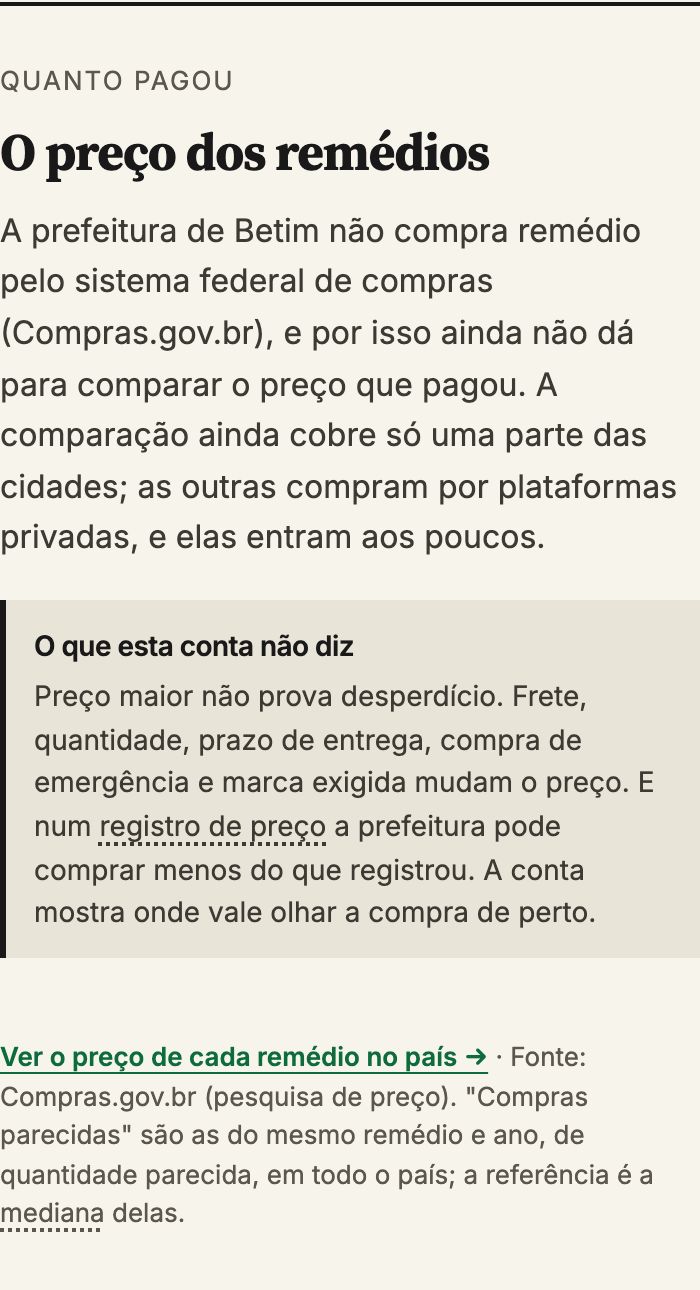 QUANTO PAGOU
O preço dos remédios
A prefeitura de Betim não compra remédio
pelo sistema federal de compras
(Compras.gov.br), e por isso ainda não dá
para comparar o preço que pagou. A
comparação ainda cobre só uma parte das
cidades; as outras compram por plataformas
privadas, e elas entram aos poucos.
O que esta conta não diz
Preço maior não prova desperdício. Frete,
quantidade, prazo de entrega, compra de
emergência e marca exigida mudam o preço. E
num registro de preço a prefeitura pode
comprar menos do que registrou. A conta
mostra onde vale olhar a compra de perto.
Ver o preço de cada remédio no país → · Fonte:
Compras.gov.br (pesquisa de preço). "Compras
parecidas" são as do mesmo remédio e ano, de
quantidade parecida, em todo o país; a referência é a
mediana delas.